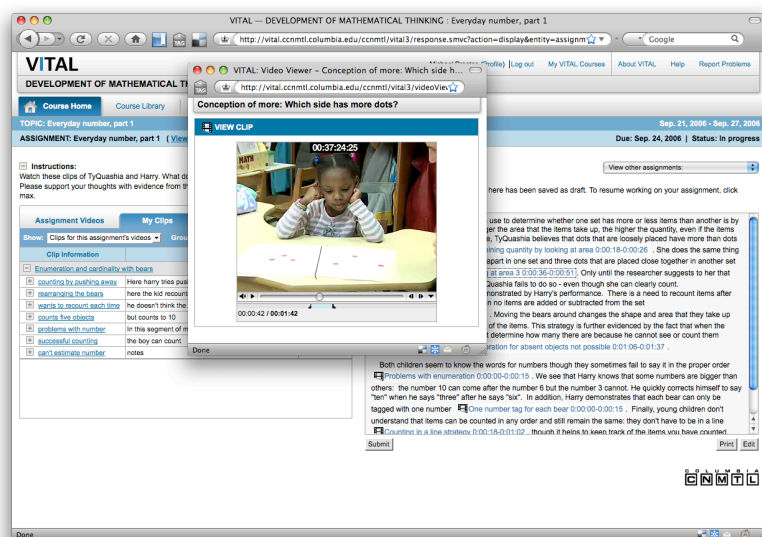 VITAL — DEVELOPMENT OF MATHEMATICAL THINKING : Everyday number, part 1
TAG
http://vital.ccnmtl.columbia.edu/ccnmtl/vital3/response.smvc?action=display&entity=assignm
Google
VITAL
(Profile) | Log out My VITAL Courses About VITAL Help Report Problems
DEVELOPMENT OF MATHEMATICAL TH
Course Home Course Library
TOPIC: Everyday number, part 1 Sep. 21, 2006 - Sep. 27, 2006
ASSIGNMENT: Everyday number, part 1 ( View Due: Sep. 24, 2006 | Status: In progress
Instructions:
Watch these clips of TyQuashia and Harry. What do
Please support your thoughts with evidence from th
max.
Assignment Videos My Clips
Show: Clips for this assignment's videos Grou
Clip Information
Enumeration and cardinality with bears
counting by pushing away Here harry tries push
rearranging the bears here the kid recount
wants to recount each time he doesn't think the
counts five objects but counts to 10
problems with number In this segment of m
successful counting the boy can count
can't estimate number notes
VITAL: Video Viewer – Conception of more: Which side h...
TAG
http://vital.ccnmtl.columbia.edu/ccnmtl/vital3/videoView
Conception of more: Which side has more dots?
VIEW CLIP
MATH
00:37:24:25
00:00:42 / 00:01:42
Done
View other assignments:
here has been saved as draft. To resume working on your assignment, click
use to determine whether one set has more or less items than another is by
er the area that the items take up, the higher the quantity, even if the items
e, TyQuashia believes that dots that are loosely placed have more than dots
ining quantity by looking at area 0:00:18-0:00:26 . She does the same thing
apart in one set and three dots that are placed close together in another set
g at area 3 0:00:36-0:00:51 . Only until the researcher suggests to her that
Quashia fails to do so - even though she can clearly count.
monstrated by Harry's performance. There is a need to recount items after
n no items are added or subtracted from the set
. Moving the bears around changes the shape and area that they take up
of the items. This strategy is further evidenced by the fact that when the
t determine how many there are because he cannot see or count them
eration for absent objects not possible 0:01:06-0:01:37 .
Both children seem to know the words for numbers though they sometimes fail to say it in the proper order
Problems with enumeration 0:00:00-0:00:15 . We see that Harry knows that some numbers are bigger than
others: the number 10 can come after the number 6 but the number 3 cannot. He quickly corrects himself to say
"ten" when he says "three" after he says "six". In addition, Harry demonstrates that each bear can only be
tagged with one number One number tag for each bear 0:00:00-0:00:15 . Finally, young children don't
understand that items can be counted in any order and still remain the same: they don't have to be in a line
Counting in a line strategy 0:00:18-0:01:02 , though it helps to keep track of the items you have counted.
Submit Print Edit
COLUMBIA
CNMTL
Done